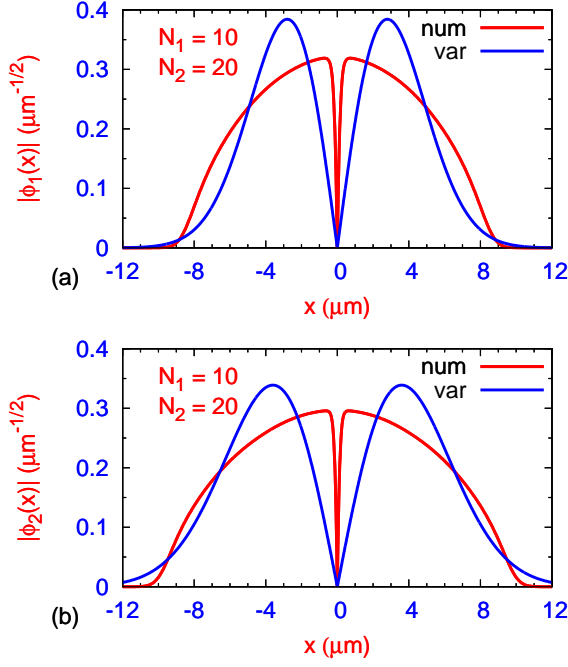 0.4
0.3
0.2
0.1
0
|ϕ₁(x)| (μm⁻¹/²)
N₁ = 10
N₂ = 20
num
var
-12 -8 -4 0 4 8 12
(a)
x (μm)
0.4
0.3
0.2
0.1
0
|ϕ₂(x)| (μm⁻¹/²)
N₁ = 10
N₂ = 20
num
var
-12 -8 -4 0 4 8 12
(b)
x (μm)